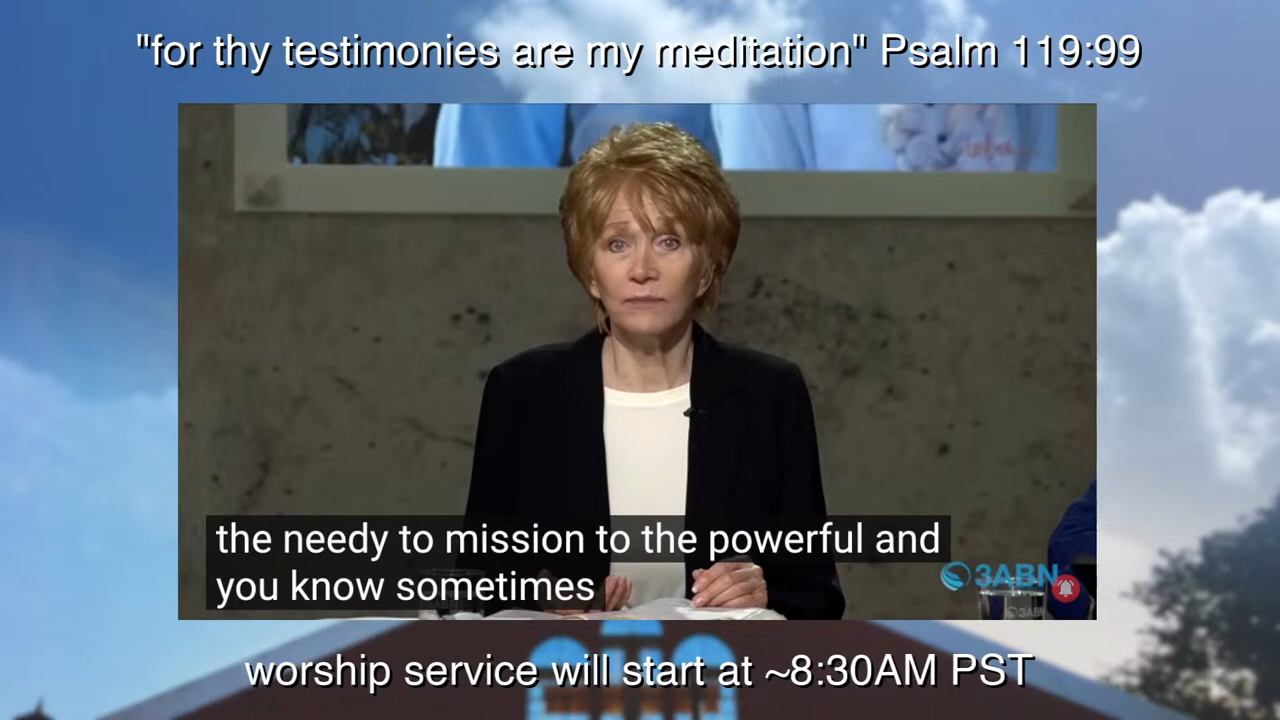 "for thy testimonies are my meditation" Psalm 119:99
the needy to mission to the powerful and
you know sometimes
3ABN
3ABN
worship service will start at ~8:30AM PST